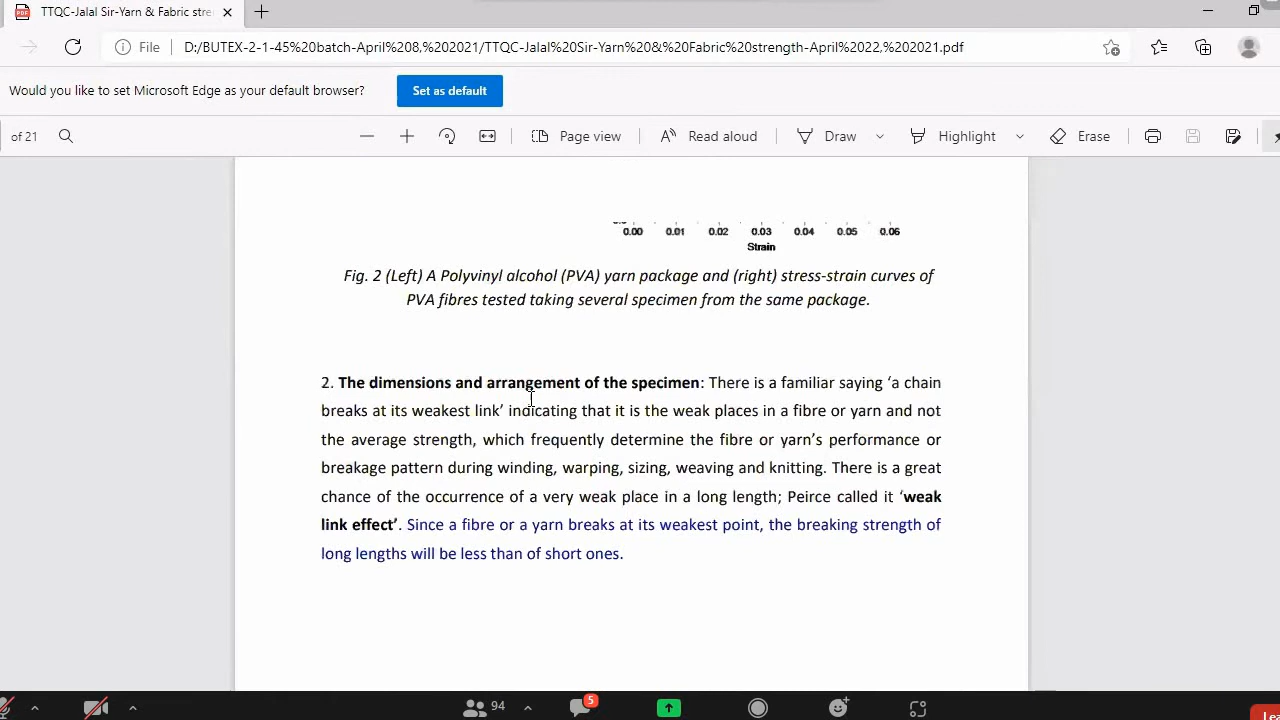 TTQC-Jalal Sir-Yarn & Fabric stre
File D:/BUTEX-2-1-45%20batch-April%208,%202021/TTQC-Jalal%20Sir-Yarn%20&%20Fabric%20strength-April%2022,%202021.pdf
Would you like to set Microsoft Edge as your default browser? Set as default
of 21 Page view Read aloud Draw Highlight Erase
0.00 0.01 0.02 0.03 0.04 0.05 0.06
Strain
Fig. 2 (Left) A Polyvinyl alcohol (PVA) yarn package and (right) stress-strain curves of
PVA fibres tested taking several specimen from the same package.
2. The dimensions and arrangement of the specimen: There is a familiar saying ‘a chain
breaks at its weakest link’ indicating that it is the weak places in a fibre or yarn and not
the average strength, which frequently determine the fibre or yarn’s performance or
breakage pattern during winding, warping, sizing, weaving and knitting. There is a great
chance of the occurrence of a very weak place in a long length; Peirce called it ‘weak
link effect’. Since a fibre or a yarn breaks at its weakest point, the breaking strength of
long lengths will be less than of short ones.
94 5